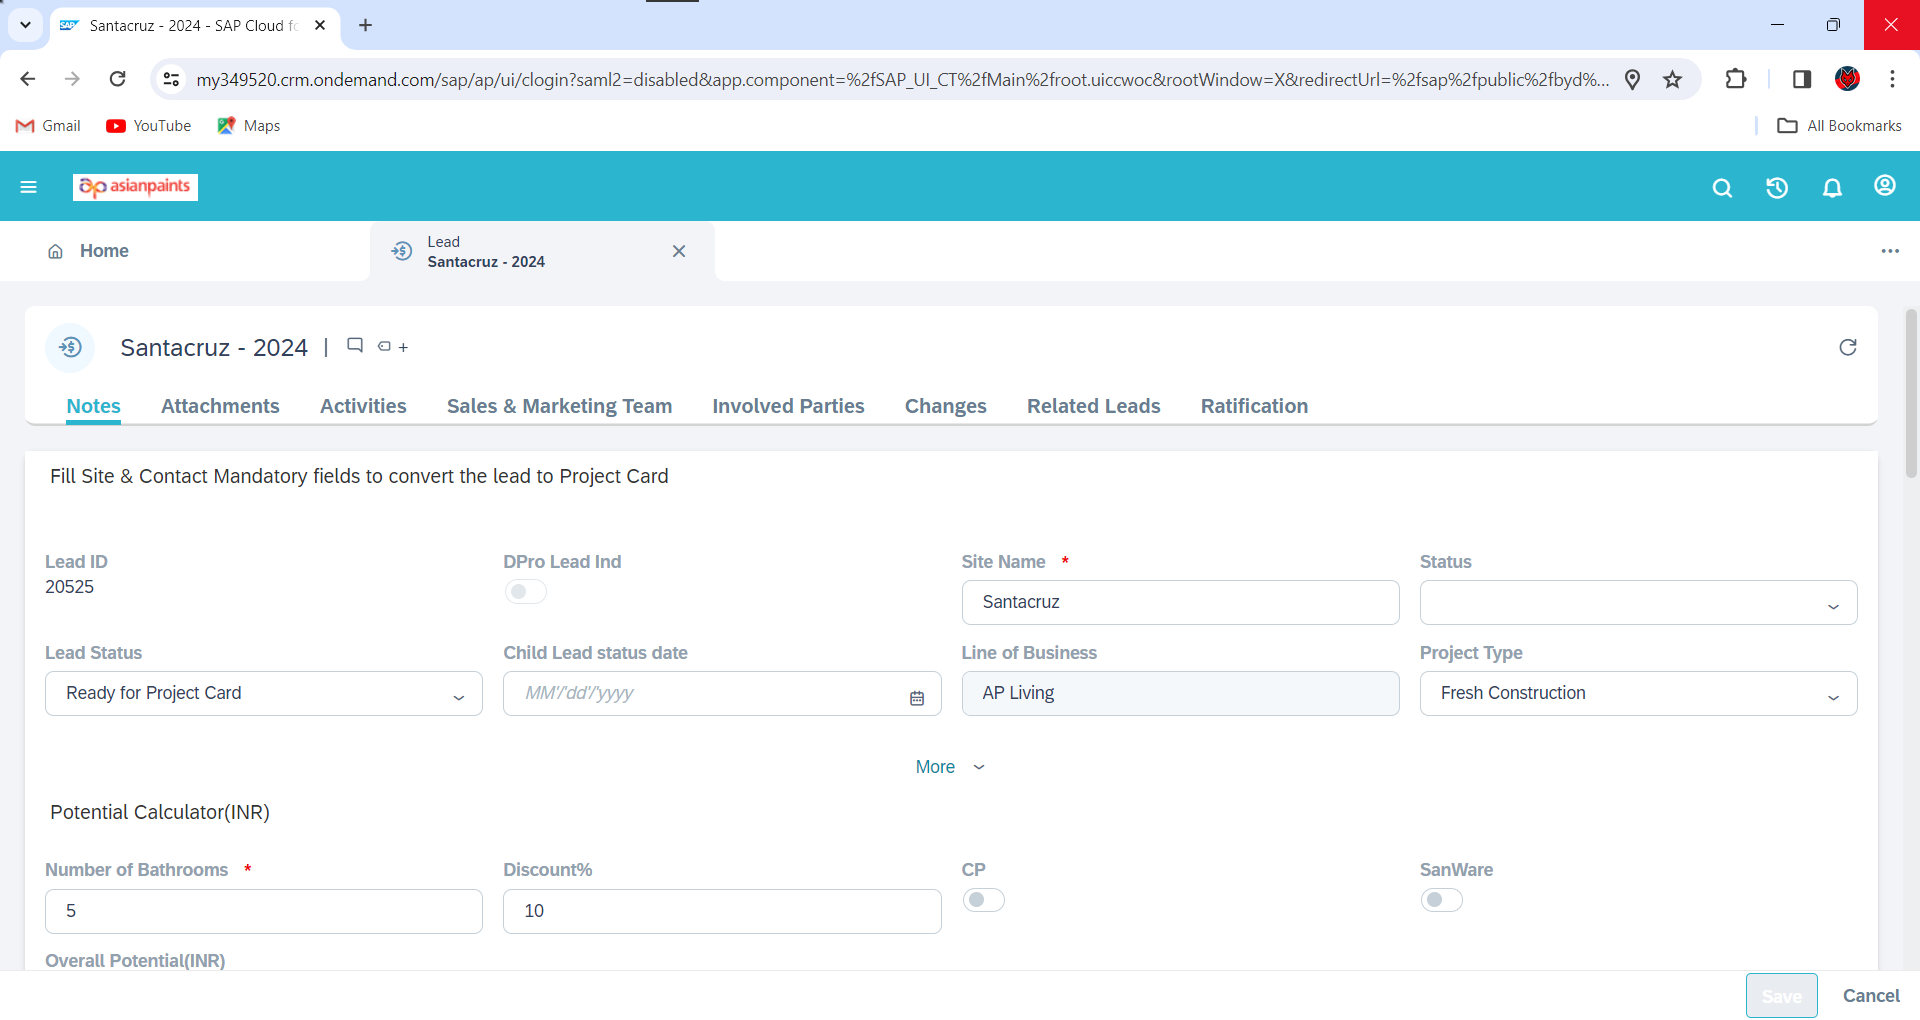 Santacruz - 2024 - SAP Cloud fo
my349520.crm.ondemand.com/sap/ap/ui/clogin?saml2=disabled&app.component=%2fSAP_UI_CT%2fMain%2froot.uiccwoc&rootWindow=X&redirectUrl=%2fsap%2fpublic%2fbyd%...
Gmail YouTube Maps All Bookmarks
asianpaints
Home
Lead
Santacruz - 2024
Santacruz - 2024 |
Notes Attachments Activities Sales & Marketing Team Involved Parties Changes Related Leads Ratification
Fill Site & Contact Mandatory fields to convert the lead to Project Card
Lead ID DPro Lead Ind Site Name * Status
20525
Santacruz
Lead Status Child Lead status date Line of Business Project Type
Ready for Project Card MM'/'dd'/'yyyy AP Living Fresh Construction
More
Potential Calculator(INR)
Number of Bathrooms * Discount% CP SanWare
5 10
Overall Potential(INR)
Save Cancel